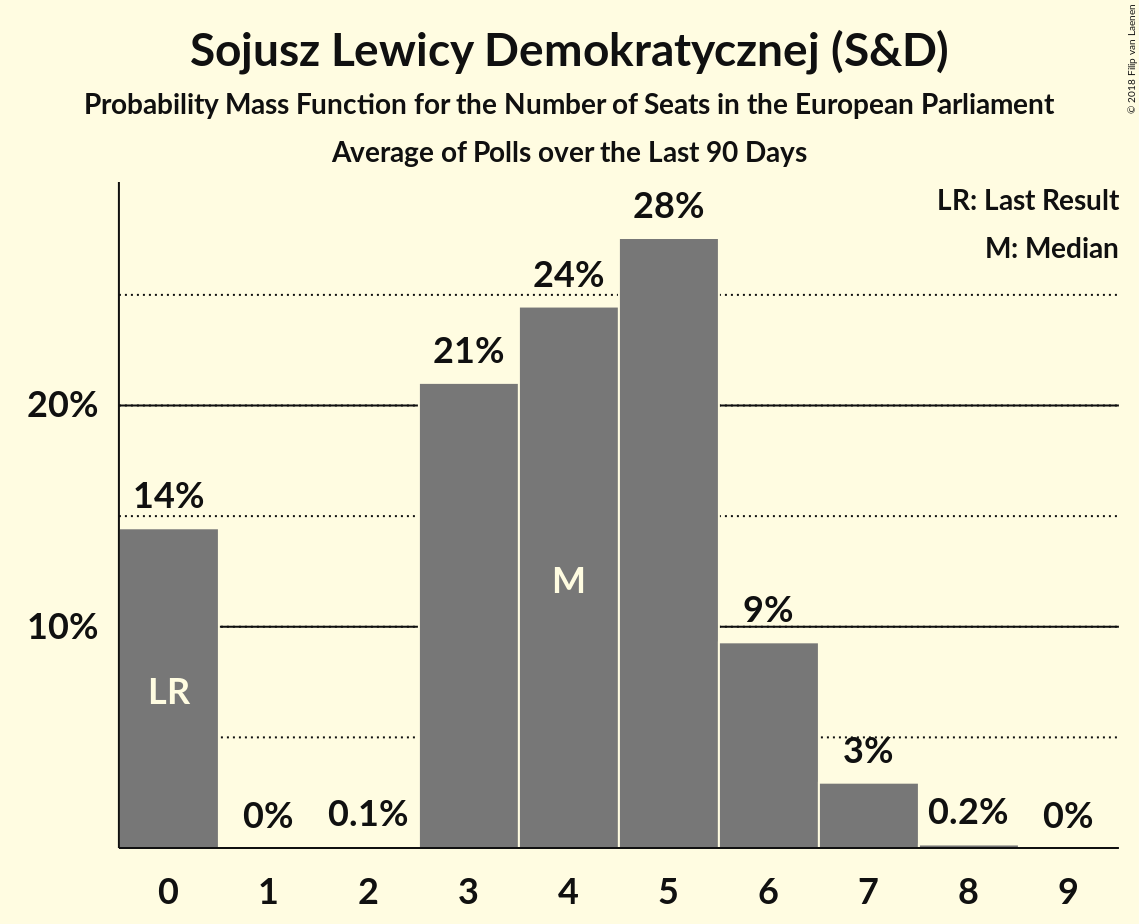 Sojusz Lewicy Demokratycznej (S&D)
Probability Mass Function for the Number of Seats in the European Parliament
Average of Polls over the Last 90 Days
© 2018 Filip van Laenen
LR: Last Result
M: Median
28%
24%
21%
20%
14%
M
9%
10%
LR
3%
0%
0.1%
0.2%
0%
0 1 2 3 4 5 6 7 8 9